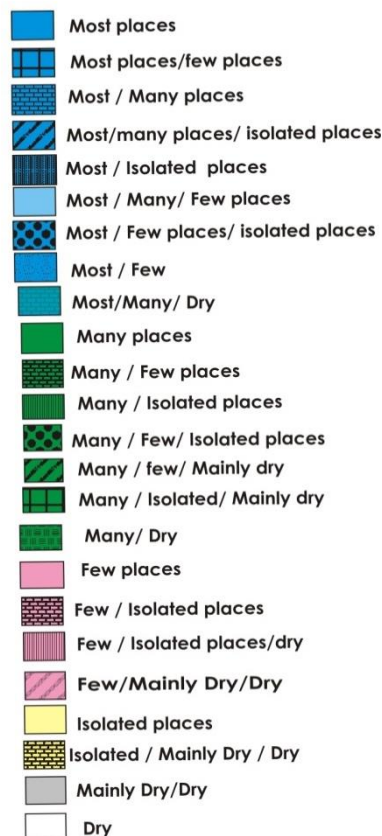 Most places
Most places/few places
Most / Many places
Most/many places/ isolated places
Most / Isolated places
Most / Many/ Few places
Most / Few places/ isolated places
Most / Few
Most/Many/ Dry
Many places
Many / Few places
Many / Isolated places
Many / Few/ Isolated places
Many / few/ Mainly dry
Many / Isolated/ Mainly dry
Many/ Dry
Few places
Few / Isolated places
Few / Isolated places/dry
Few/Mainly Dry/Dry
Isolated places
Isolated / Mainly Dry / Dry
Mainly Dry/Dry
Dry